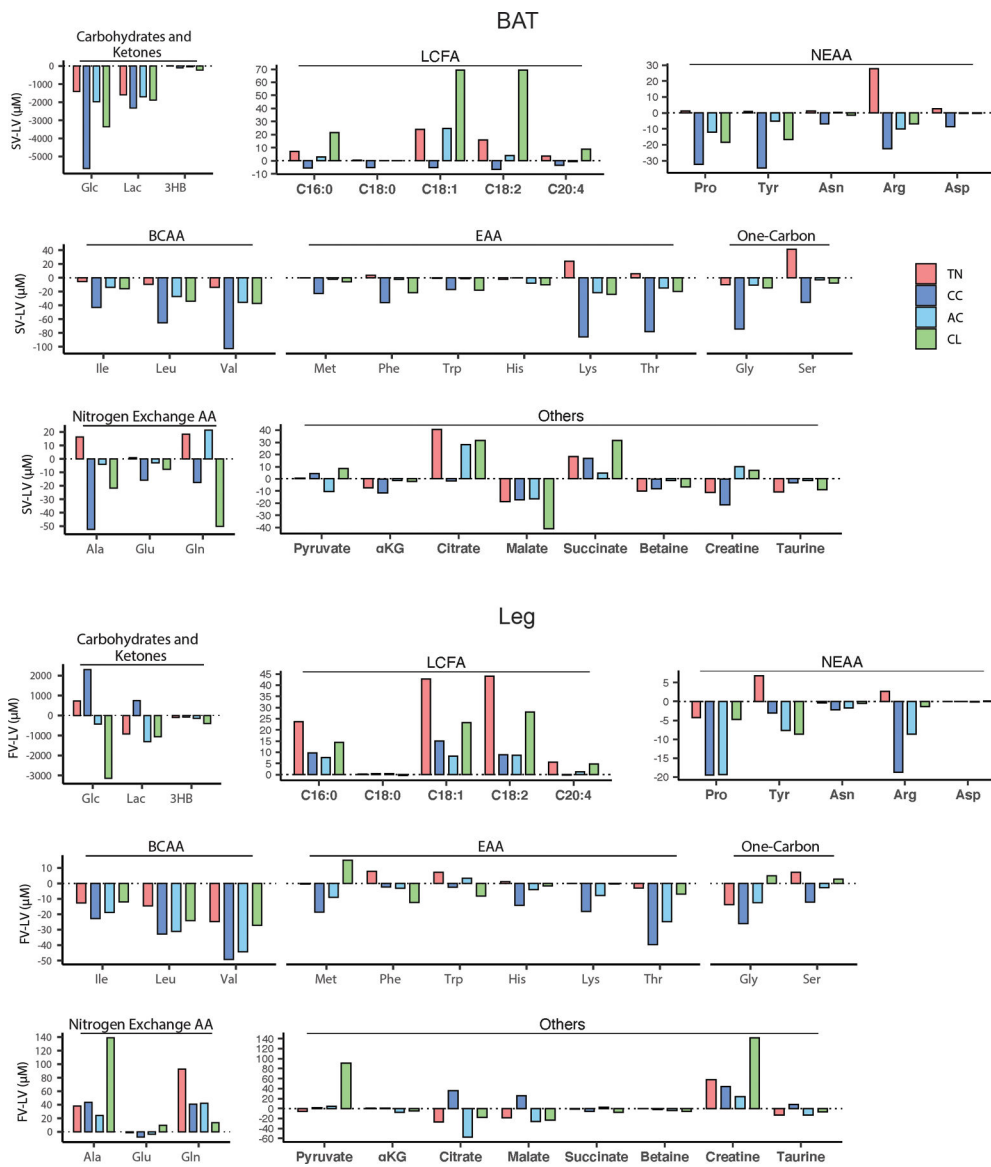 BAT
Carbohydrates and
Ketones
SV-LV (µM)
0
-1000
-2000
-3000
-4000
-5000
Glc Lac 3HB
LCFA
70
60
50
40
30
20
10
0
-10
C16:0 C18:0 C18:1 C18:2 C20:4
NEAA
30
20
10
0
-10
-20
-30
Pro Tyr Asn Arg Asp
BCAA
SV-LV (µM)
40
20
0
-20
-40
-60
-80
-100
Ile Leu Val
EAA
Met Phe Trp His Lys Thr
One-Carbon
Gly Ser
TN
CC
AC
CL
Nitrogen Exchange AA
SV-LV (µM)
20
10
0
-10
-20
-30
-40
-50
Ala Glu Gln
Others
40
30
20
10
0
-10
-20
-30
-40
Pyruvate αKG Citrate Malate Succinate Betaine Creatine Taurine
Leg
Carbohydrates and
Ketones
FV-LV (µM)
2000
1000
0
-1000
-2000
-3000
Glc Lac 3HB
LCFA
45
40
35
30
25
20
15
10
5
0
C16:0 C18:0 C18:1 C18:2 C20:4
NEAA
5
0
-5
-10
-15
-20
Pro Tyr Asn Arg Asp
BCAA
FV-LV (µM)
10
0
-10
-20
-30
-40
-50
Ile Leu Val
EAA
Met Phe Trp His Lys Thr
One-Carbon
Gly Ser
Nitrogen Exchange AA
FV-LV (µM)
140
120
100
80
60
40
20
0
Ala Glu Gln
Others
140
120
100
80
60
40
20
0
-20
-40
-60
Pyruvate αKG Citrate Malate Succinate Betaine Creatine Taurine